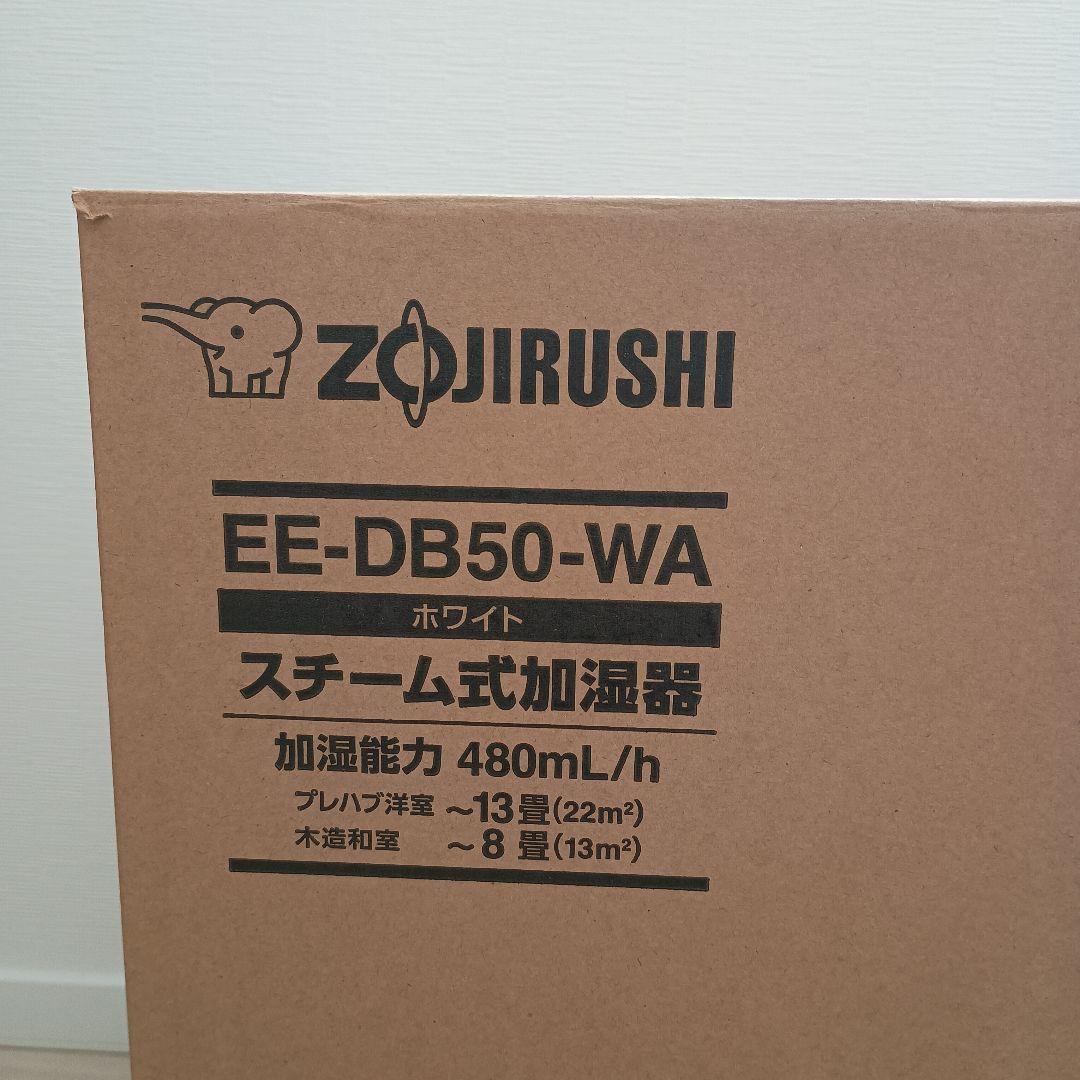 ZOJIRUSHI
EE-DB50-WA
ホワイト
スチーム式加湿器
加湿能力 480mL/h
プレハブ洋室 ~13畳(22m²)
木造和室 ~8畳(13m²)